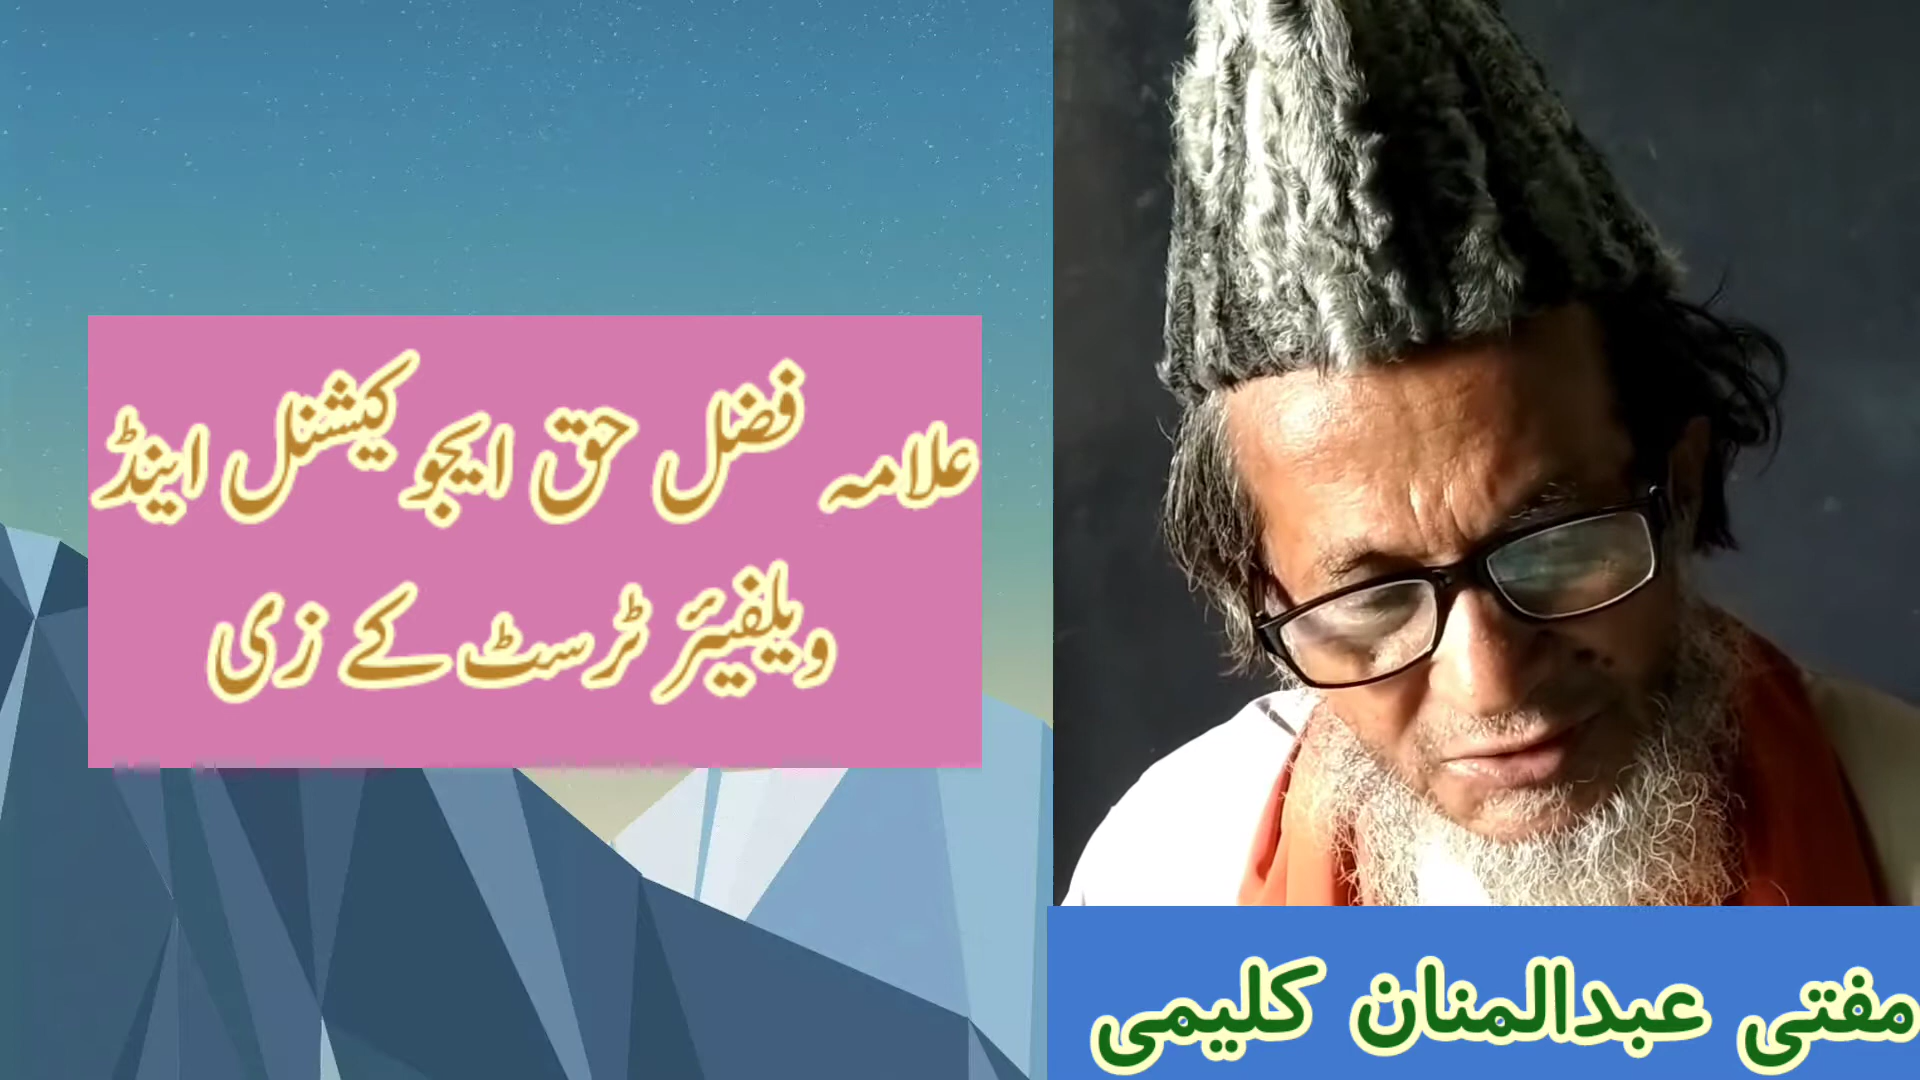 علامہ فضل حق ایجوکیشنل اینڈ
ویلفیئر ٹرسٹ کے زی
مفتی عبدالمنان کلیمی